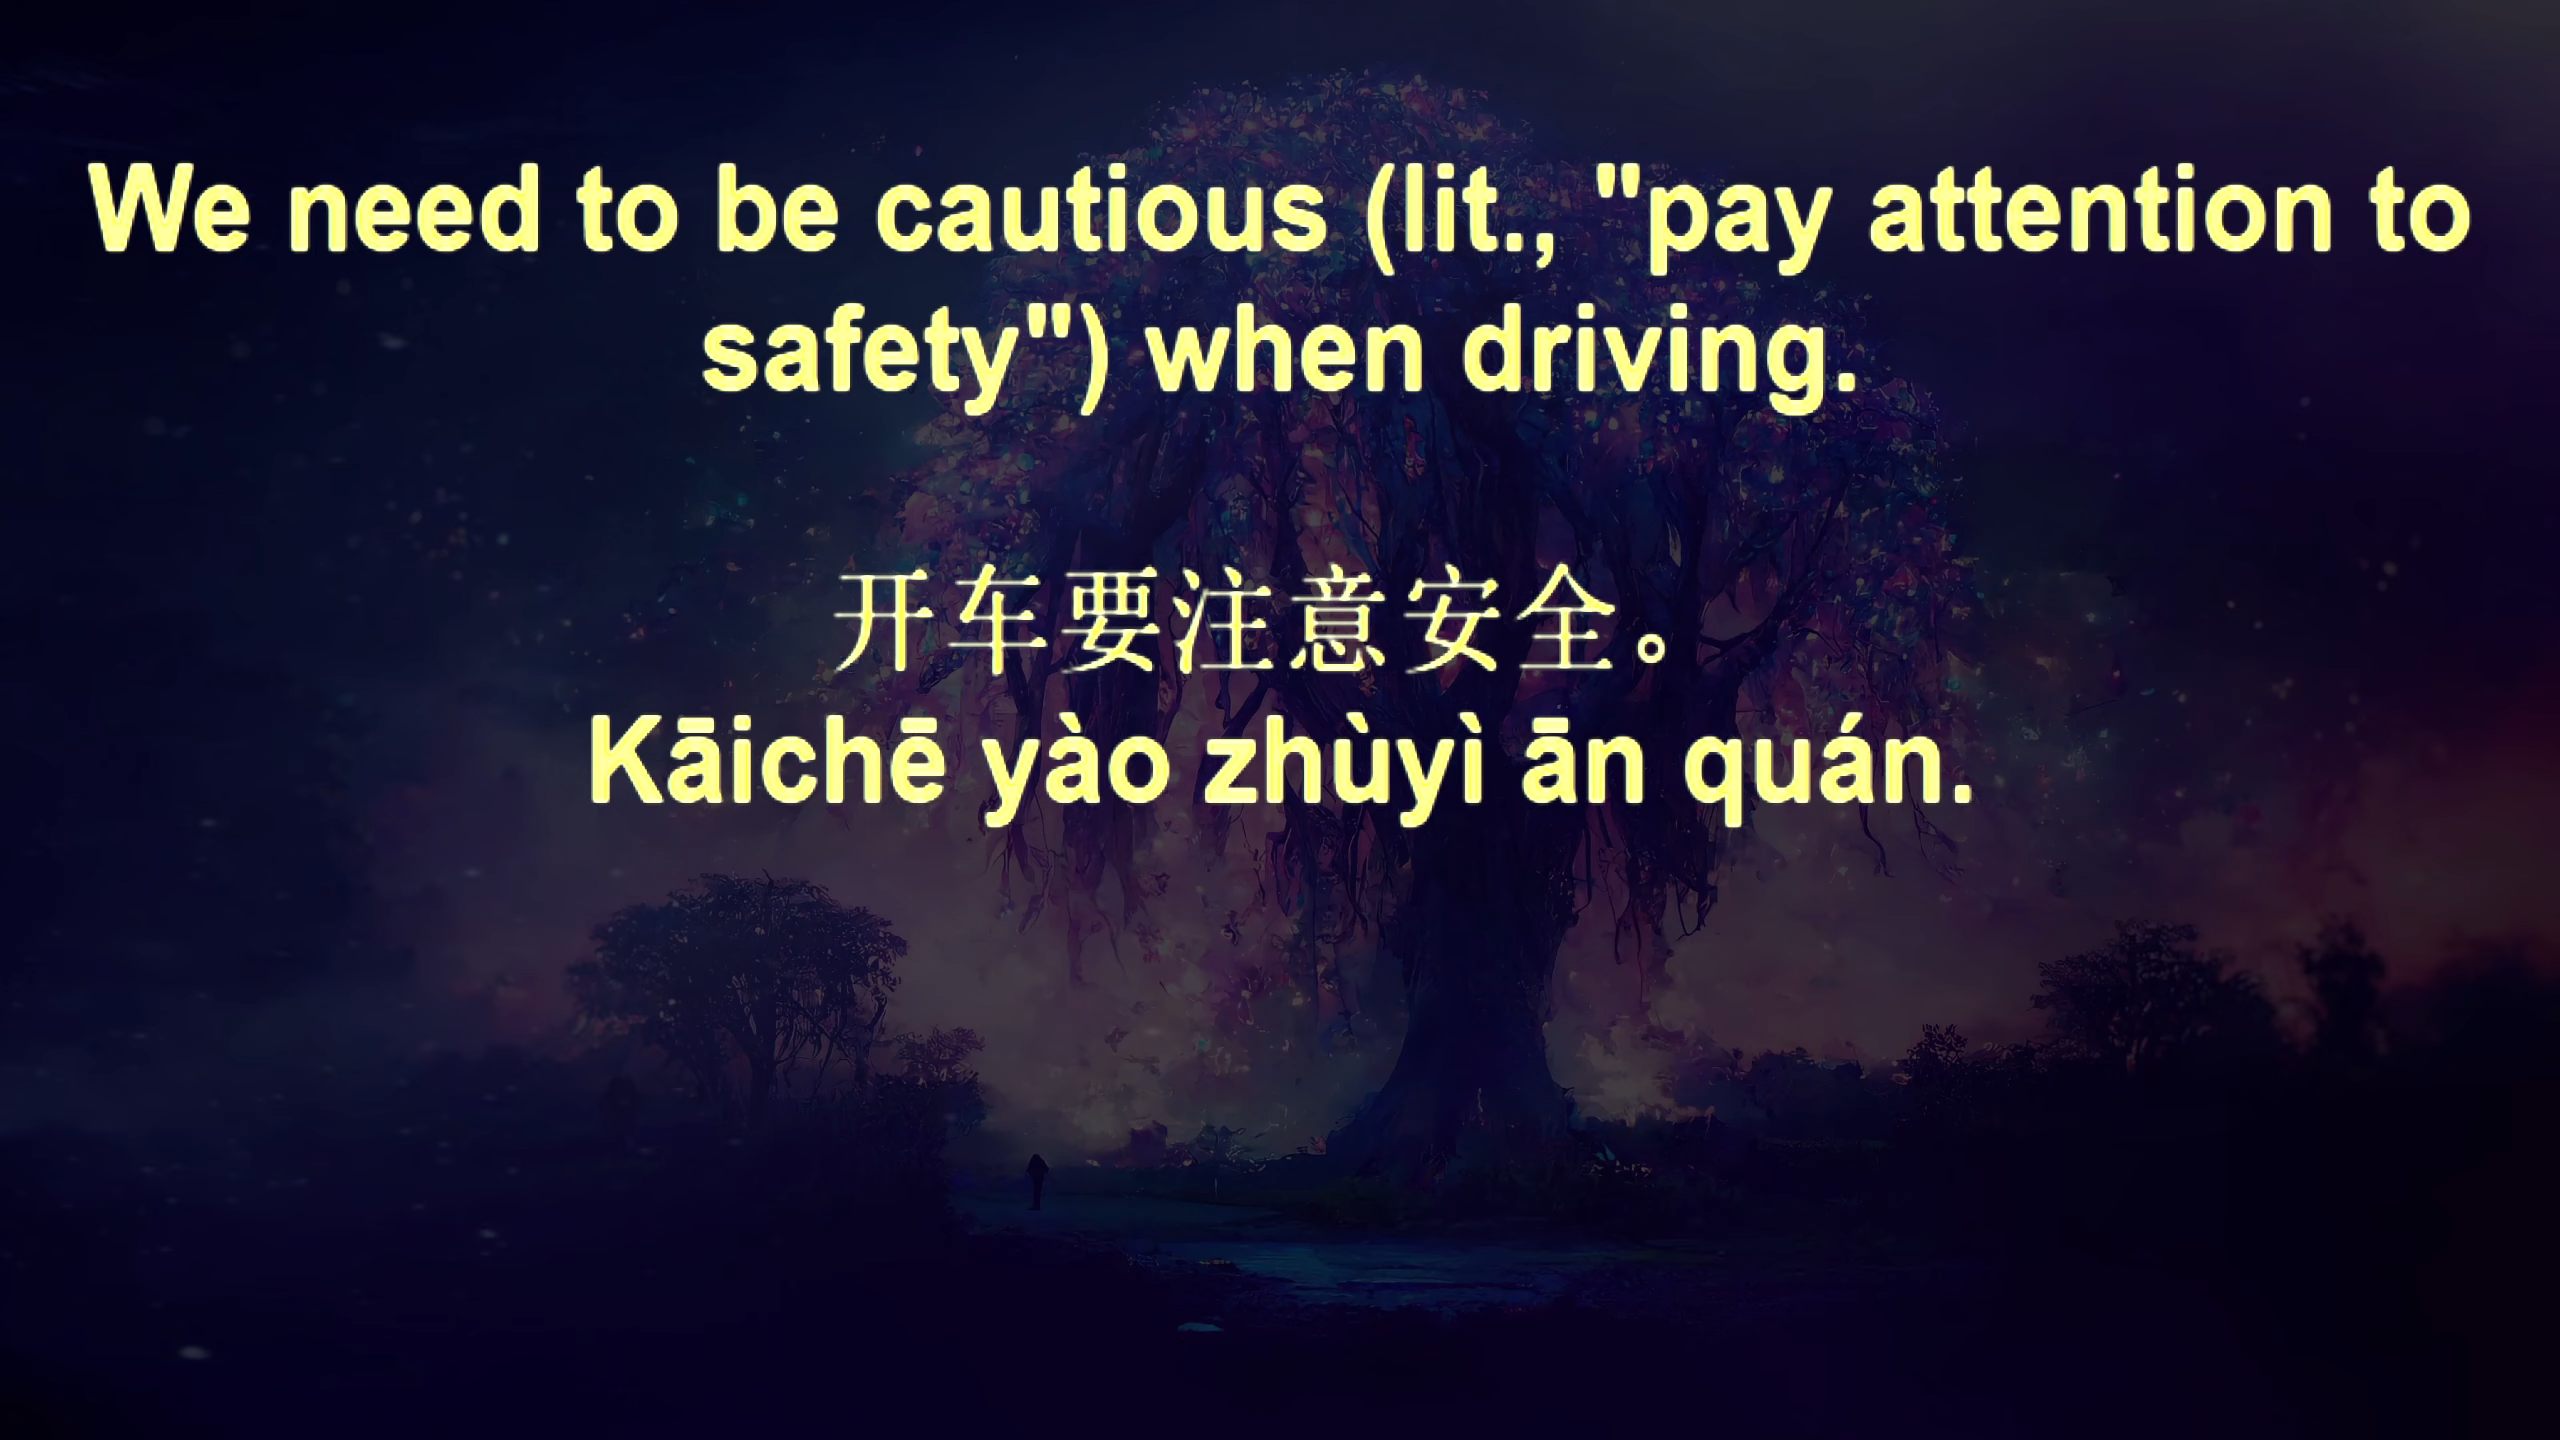 We need to be cautious (lit., "pay attention to
safety") when driving.
开车要注意安全。
Kāichē yào zhùyì ān quán.